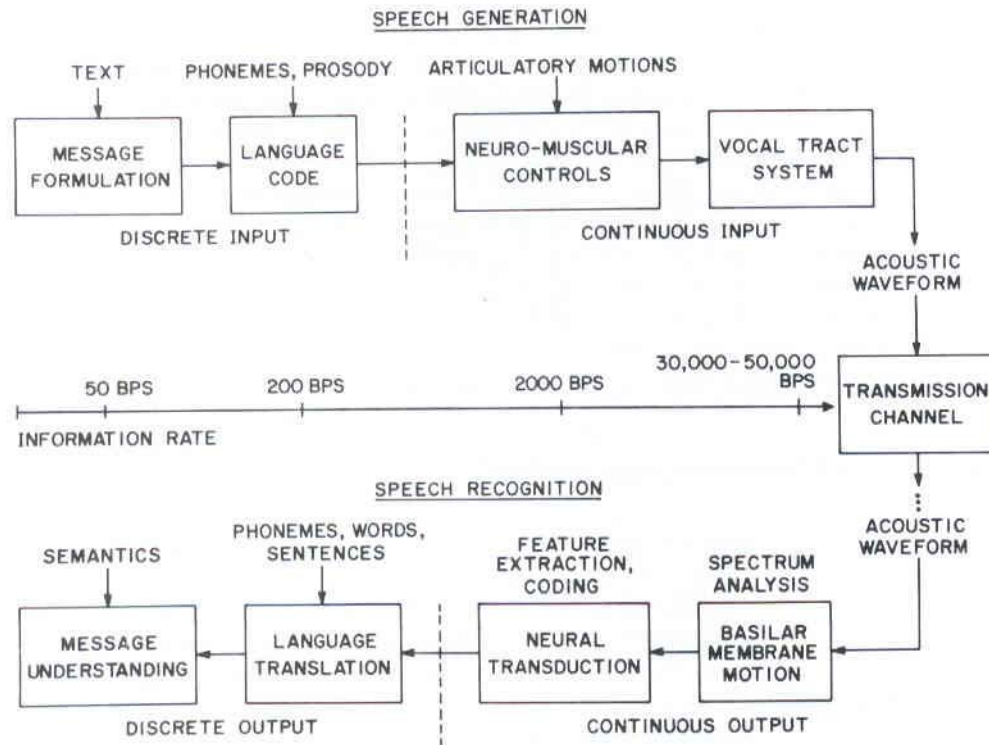 SPEECH GENERATION
TEXT
PHONEMES, PROSODY
ARTICULATORY MOTIONS
MESSAGE
FORMULATION
LANGUAGE
CODE
NEURO-MUSCULAR
CONTROLS
VOCAL TRACT
SYSTEM
DISCRETE INPUT
CONTINUOUS INPUT
ACOUSTIC
WAVEFORM
50 BPS
200 BPS
2000 BPS
30,000-50,000
BPS
TRANSMISSION
CHANNEL
INFORMATION RATE
SPEECH RECOGNITION
ACOUSTIC
WAVEFORM
SEMANTICS
PHONEMES, WORDS,
SENTENCES
FEATURE
EXTRACTION,
CODING
SPECTRUM
ANALYSIS
MESSAGE
UNDERSTANDING
LANGUAGE
TRANSLATION
NEURAL
TRANSDUCTION
BASILAR
MEMBRANE
MOTION
DISCRETE OUTPUT
CONTINUOUS OUTPUT